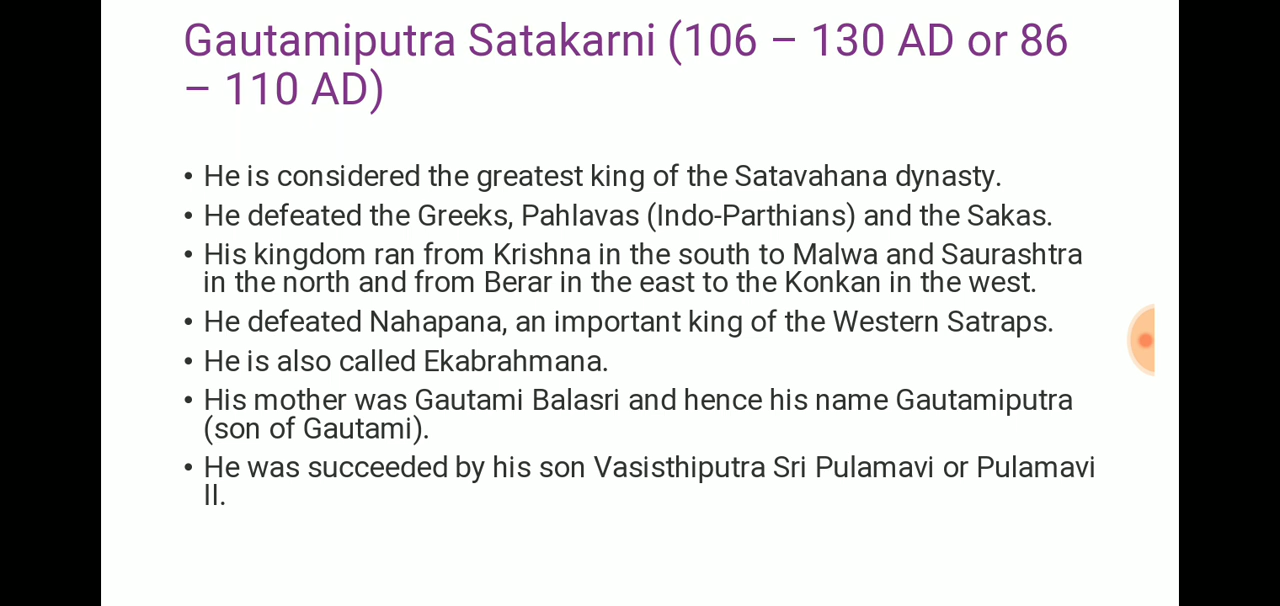 Gautamiputra Satakarni (106 – 130 AD or 86
– 110 AD)
• He is considered the greatest king of the Satavahana dynasty.
• He defeated the Greeks, Pahlavas (Indo-Parthians) and the Sakas.
• His kingdom ran from Krishna in the south to Malwa and Saurashtra
in the north and from Berar in the east to the Konkan in the west.
• He defeated Nahapana, an important king of the Western Satraps.
• He is also called Ekabrahmana.
• His mother was Gautami Balasri and hence his name Gautamiputra
(son of Gautami).
• He was succeeded by his son Vasisthiputra Sri Pulamavi or Pulamavi
II.